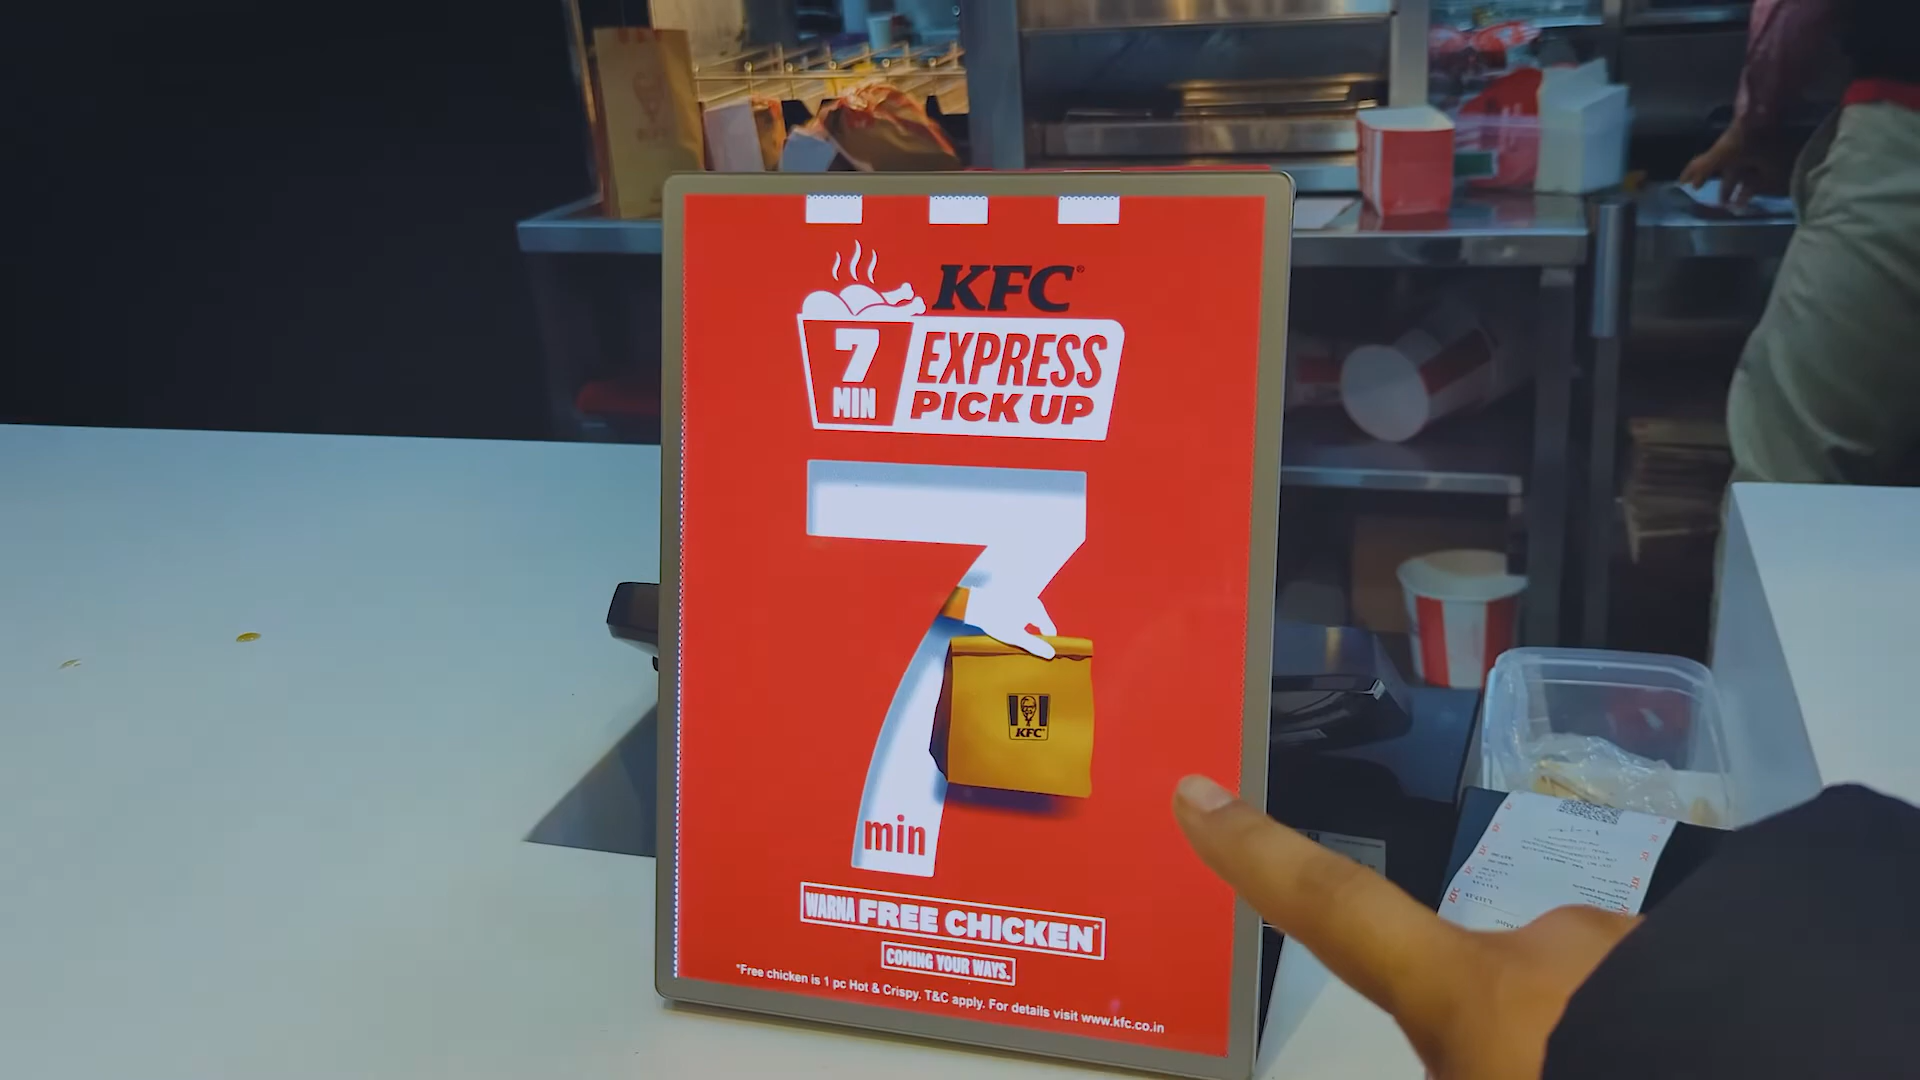 KFC
7
MIN
EXPRESS
PICK UP
7
KFC
min
WARNA FREE CHICKEN*
COMING YOUR WAYS.
*Free chicken is 1 pc Hot & Crispy. T&C apply. For details visit www.kfc.co.in